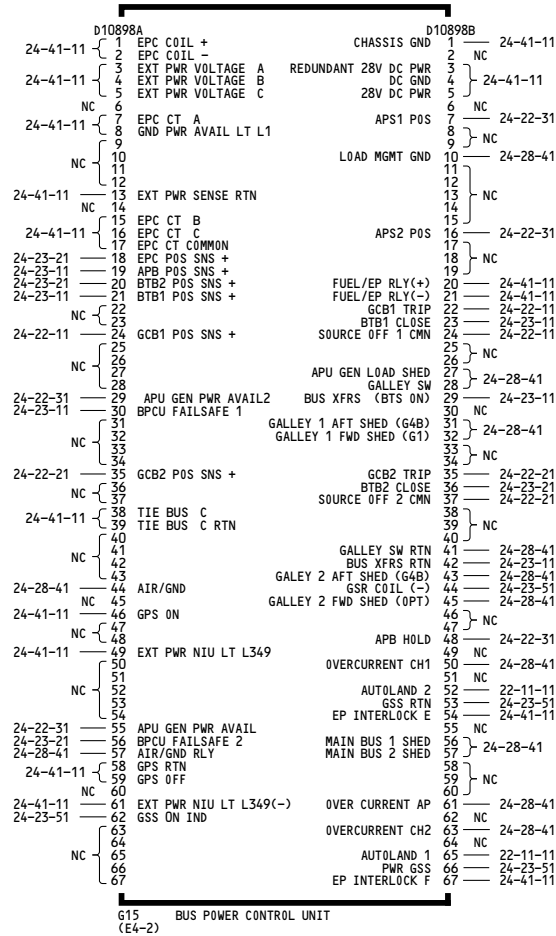 D10898A D10898B
24-41-11 1 EPC COIL + CHASSIS GND 1 24-41-11
2 EPC COIL - 2 NC
24-41-11 3 EXT PWR VOLTAGE A REDUNDANT 28V DC PWR 3 24-41-11
4 EXT PWR VOLTAGE B DC GND 4
5 EXT PWR VOLTAGE C 28V DC PWR 5
NC 6 6 NC
24-41-11 7 EPC CT A APS1 POS 7 24-22-31
8 GND PWR AVAIL LT L1 8 NC
NC 9 9
10 LOAD MGMT GND 10 24-28-41
11 11 NC
12 12
24-41-11 13 EXT PWR SENSE RTN 13
NC 14 14
24-41-11 15 EPC CT B 15
16 EPC CT C APS2 POS 16 24-22-31
17 EPC CT COMMON 17 NC
24-23-21 18 EPC POS SNS + 18
24-23-11 19 APB POS SNS + 19
24-23-21 20 BTB2 POS SNS + FUEL/EP RLY(+) 20 24-41-11
24-23-11 21 BTB1 POS SNS + FUEL/EP RLY(-) 21 24-41-11
NC 22 GCB1 TRIP 22 24-22-11
23 BTB1 CLOSE 23 24-23-11
24-22-11 24 GCB1 POS SNS + SOURCE OFF 1 CMN 24 24-22-11
NC 25 25 NC
26 26
27 APU GEN LOAD SHED 27 24-28-41
28 GALLEY SW 28
24-22-31 29 APU GEN PWR AVAIL2 BUS XFRS (BTS ON) 29 24-23-11
24-23-11 30 BPCU FAILSAFE 1 30 NC
NC 31 GALLEY 1 AFT SHED (G4B) 31 24-28-41
32 GALLEY 1 FWD SHED (G1) 32
33 33 NC
34 34
24-22-21 35 GCB2 POS SNS + GCB2 TRIP 35 24-22-21
NC 36 BTB2 CLOSE 36 24-23-21
37 SOURCE OFF 2 CMN 37 24-22-21
24-41-11 38 TIE BUS C 38 NC
39 TIE BUS C RTN 39
NC 40 40
41 GALLEY SW RTN 41 24-28-41
42 BUS XFRS RTN 42 24-23-11
43 GALEY 2 AFT SHED (G4B) 43 24-28-41
24-28-41 44 AIR/GND GSR COIL (-) 44 24-23-51
NC 45 GALLEY 2 FWD SHED (OPT) 45 24-28-41
24-41-11 46 GPS ON 46 NC
NC 47 47
48 APB HOLD 48 24-22-31
24-41-11 49 EXT PWR NIU LT L349 49 NC
NC 50 OVERCURRENT CH1 50 24-28-41
51 51 NC
52 AUTOLAND 2 52 22-11-11
53 GSS RTN 53 24-23-51
54 EP INTERLOCK E 54 24-41-11
24-22-31 55 APU GEN PWR AVAIL 55 NC
24-23-21 56 BPCU FAILSAFE 2 MAIN BUS 1 SHED 56 24-28-41
24-28-41 57 AIR/GND RLY MAIN BUS 2 SHED 57
24-41-11 58 GPS RTN 58 NC
59 GPS OFF 59
NC 60 60
24-41-11 61 EXT PWR NIU LT L349(-) OVER CURRENT AP 61 24-28-41
24-23-51 62 GSS ON IND 62 NC
NC 63 OVERCURRENT CH2 63 24-28-41
64 64 NC
65 AUTOLAND 1 65 22-11-11
66 PWR GSS 66 24-23-51
67 EP INTERLOCK F 67 24-41-11
G15 BUS POWER CONTROL UNIT
(E4-2)